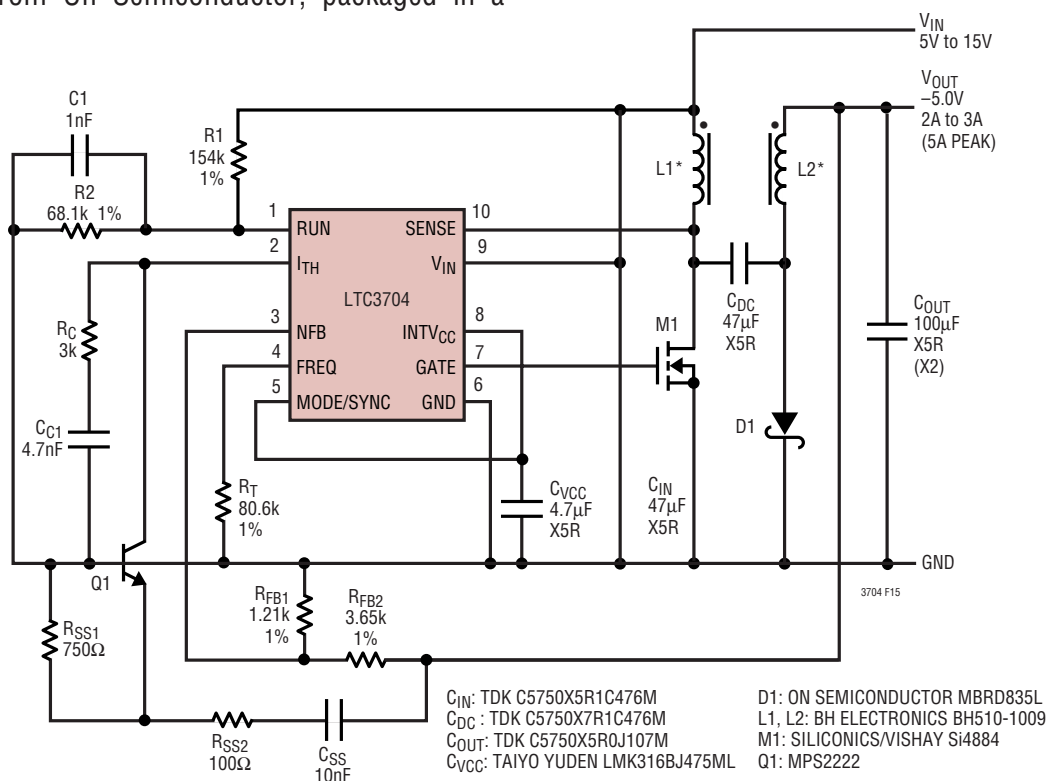 rom On Semiconductor, packaged in a
VIN
5V to 15V
VOUT
–5.0V
2A to 3A
(5A PEAK)
C1
1nF
R1
154k
1%
R2
68.1k 1%
L1*
L2*
1
RUN
SENSE
10
2
ITH
VIN
9
LTC3704
3
NFB
INTVCC
8
4
FREQ
GATE
7
5
MODE/SYNC
GND
6
RC
3k
CC1
4.7nF
M1
CDC
47µF
X5R
COUT
100µF
X5R
(X2)
D1
RT
80.6k
1%
CVCC
4.7µF
X5R
CIN
47µF
X5R
GND
3704 F15
Q1
RSS1
750Ω
RFB1
1.21k
1%
RFB2
3.65k
1%
RSS2
100Ω
CSS
10nF
CIN: TDK C5750X5R1C476M
CDC : TDK C5750X7R1C476M
COUT: TDK C5750X5R0J107M
CVCC: TAIYO YUDEN LMK316BJ475ML
D1: ON SEMICONDUCTOR MBRD835L
L1, L2: BH ELECTRONICS BH510-1009
M1: SILICONICS/VISHAY Si4884
Q1: MPS2222